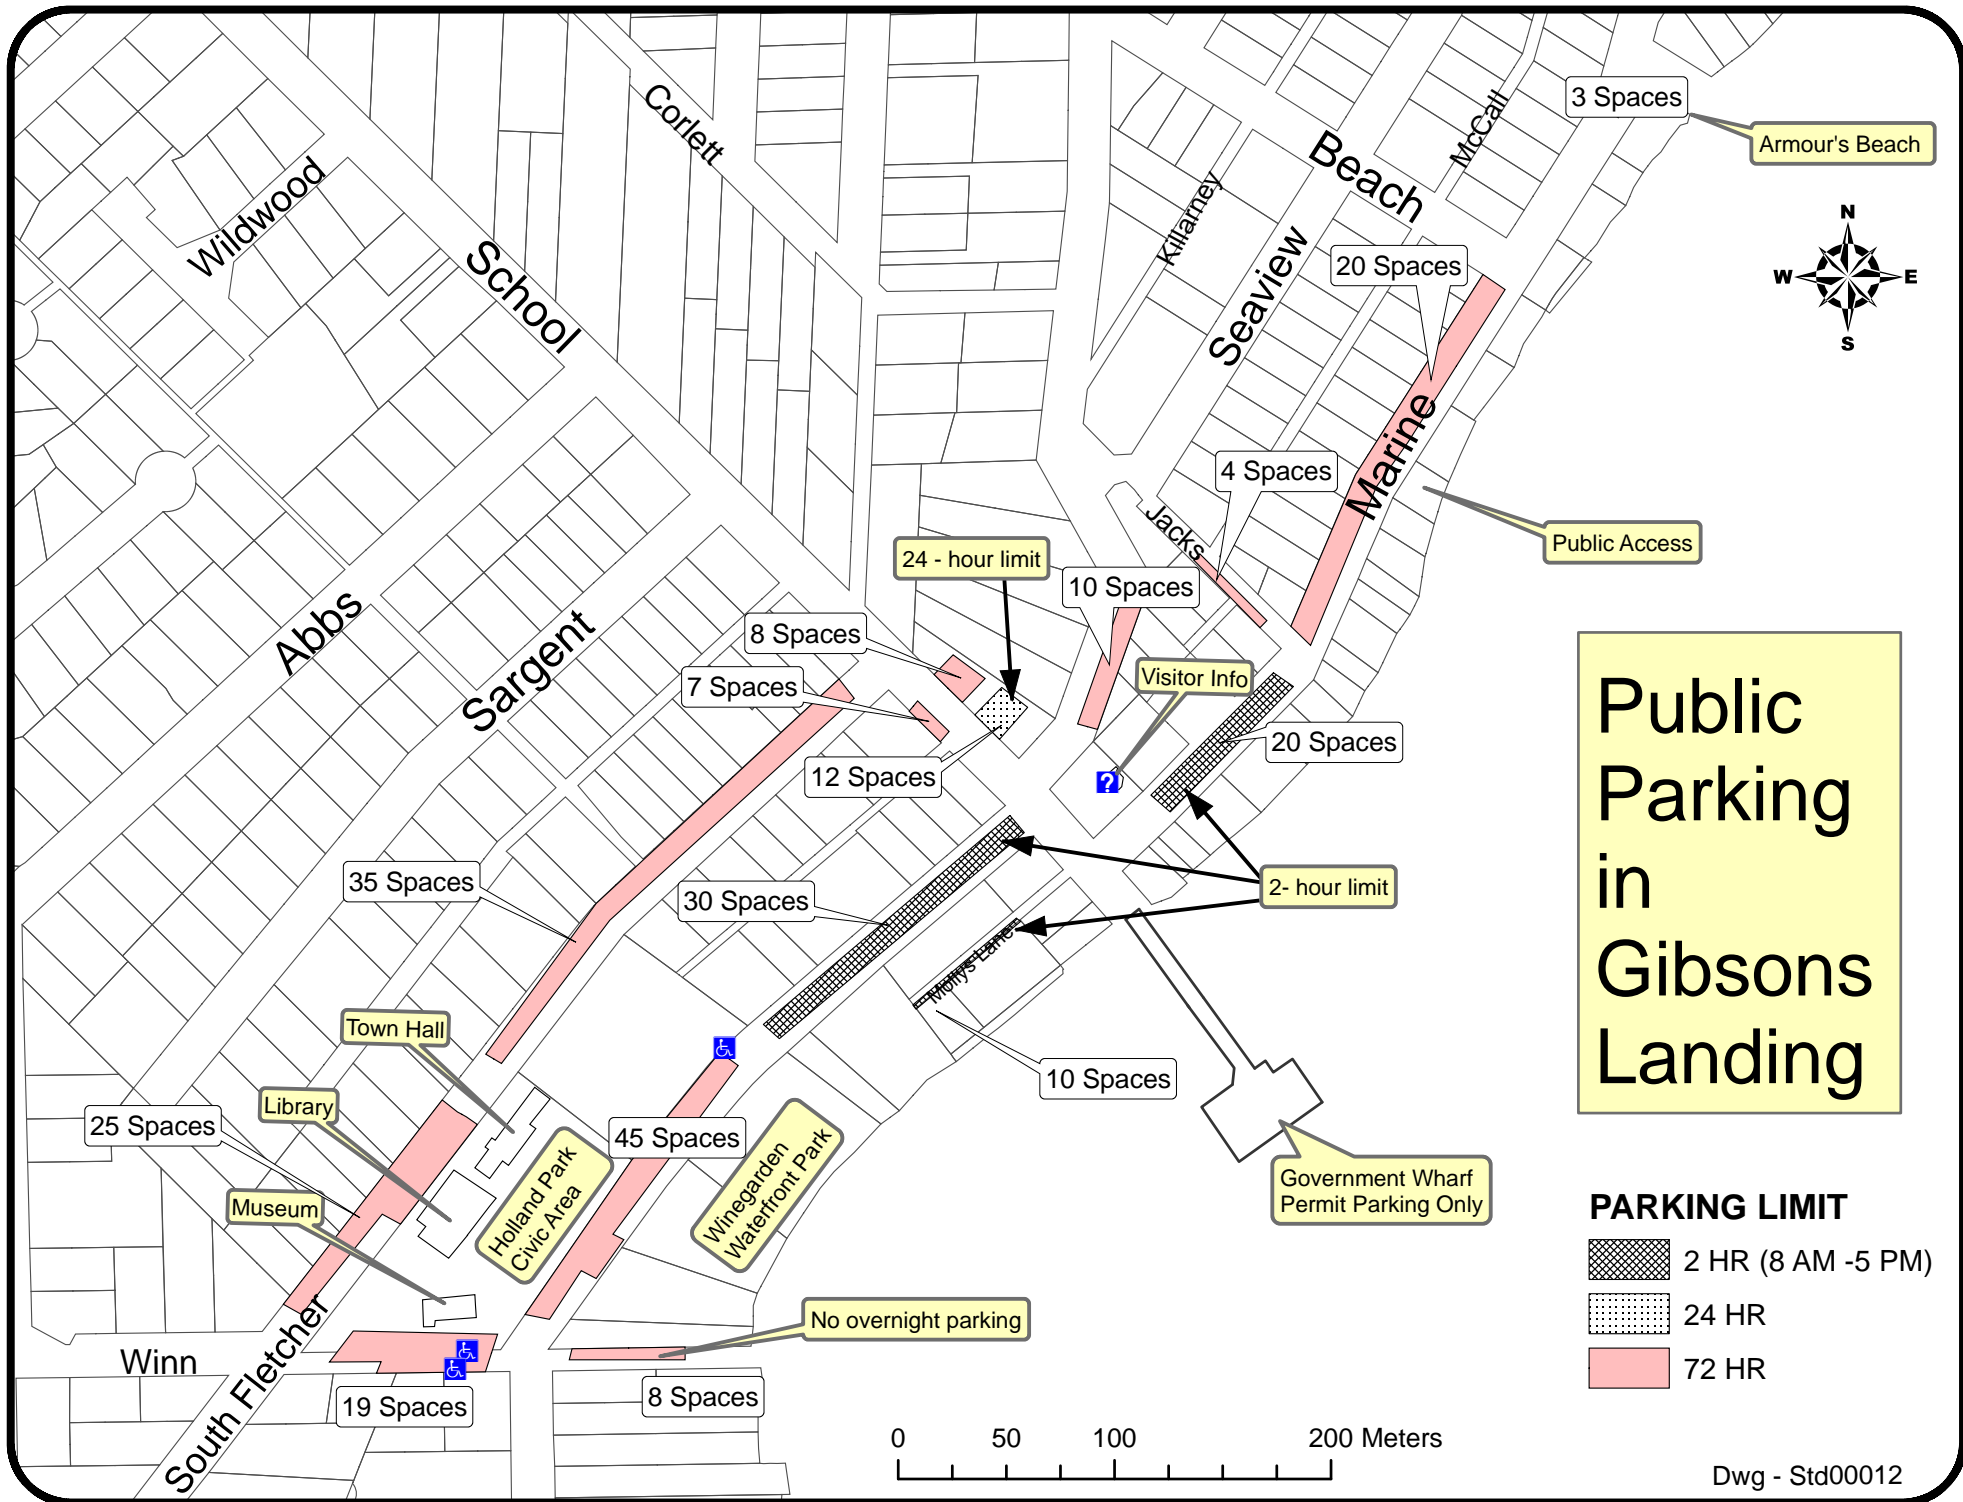 3 Spaces
Armour's Beach
Corlett
McCall
Beach
Wildwood
Killarney
School
Seaview
N
W
E
S
20 Spaces
Marine
4 Spaces
Jacks
Public Access
24 - hour limit
10 Spaces
Abbs
Sargent
8 Spaces
7 Spaces
Visitor Info
?
20 Spaces
12 Spaces
Public
Parking
in
Gibsons
Landing
35 Spaces
30 Spaces
2- hour limit
Mollys Lane
Town Hall
10 Spaces
Library
25 Spaces
45 Spaces
Holland Park
Civic Area
Winegarden
Waterfront Park
Museum
Government Wharf
Permit Parking Only
PARKING LIMIT
2 HR (8 AM -5 PM)
24 HR
72 HR
No overnight parking
Winn
South Fletcher
19 Spaces
8 Spaces
0 50 100 200 Meters
Dwg - Std00012